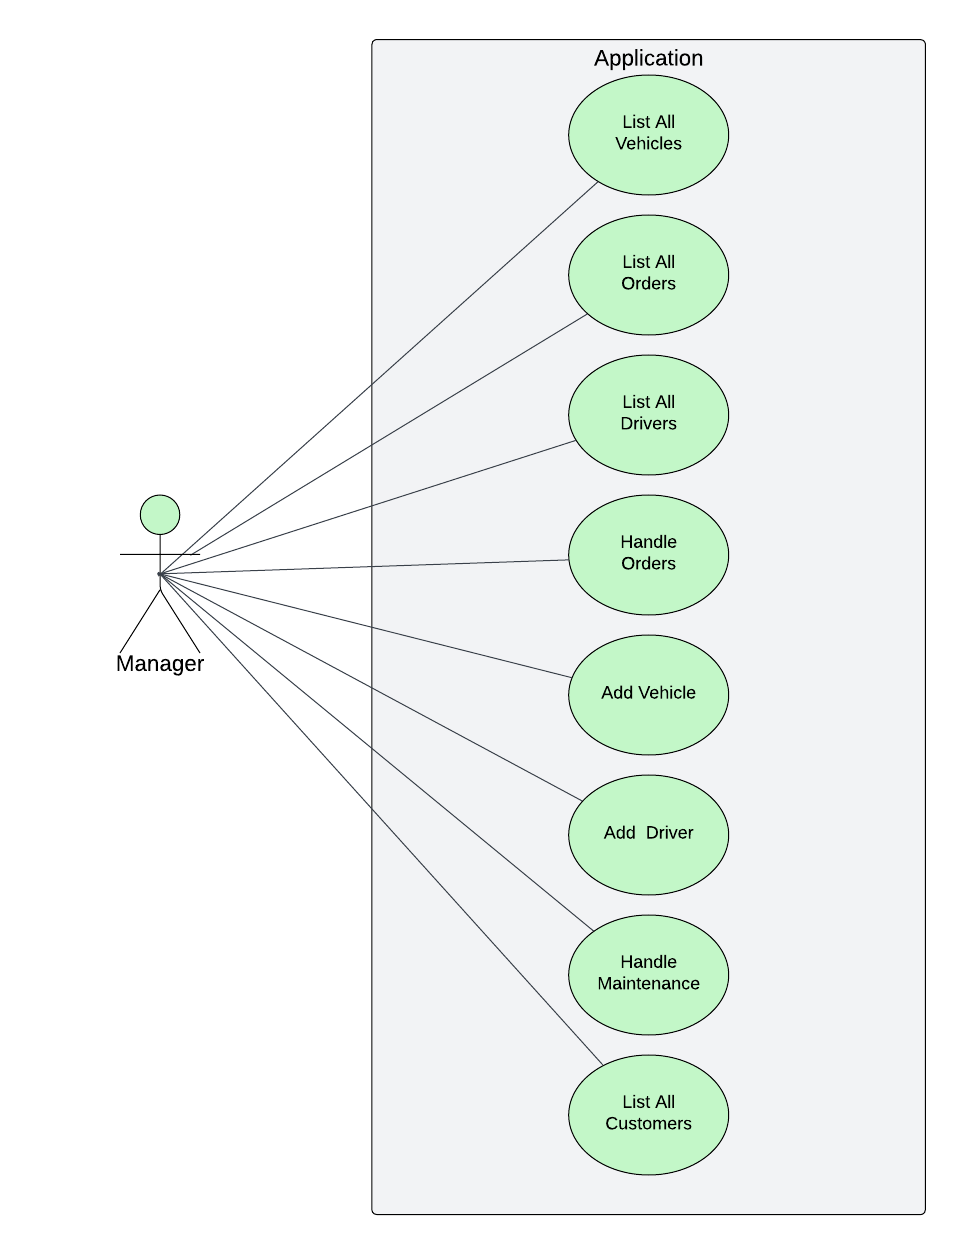 Application
List All
Vehicles
List All
Orders
List All
Drivers
Handle
Orders
Manager
Add Vehicle
Add  Driver
Handle
Maintenance
List All
Customers